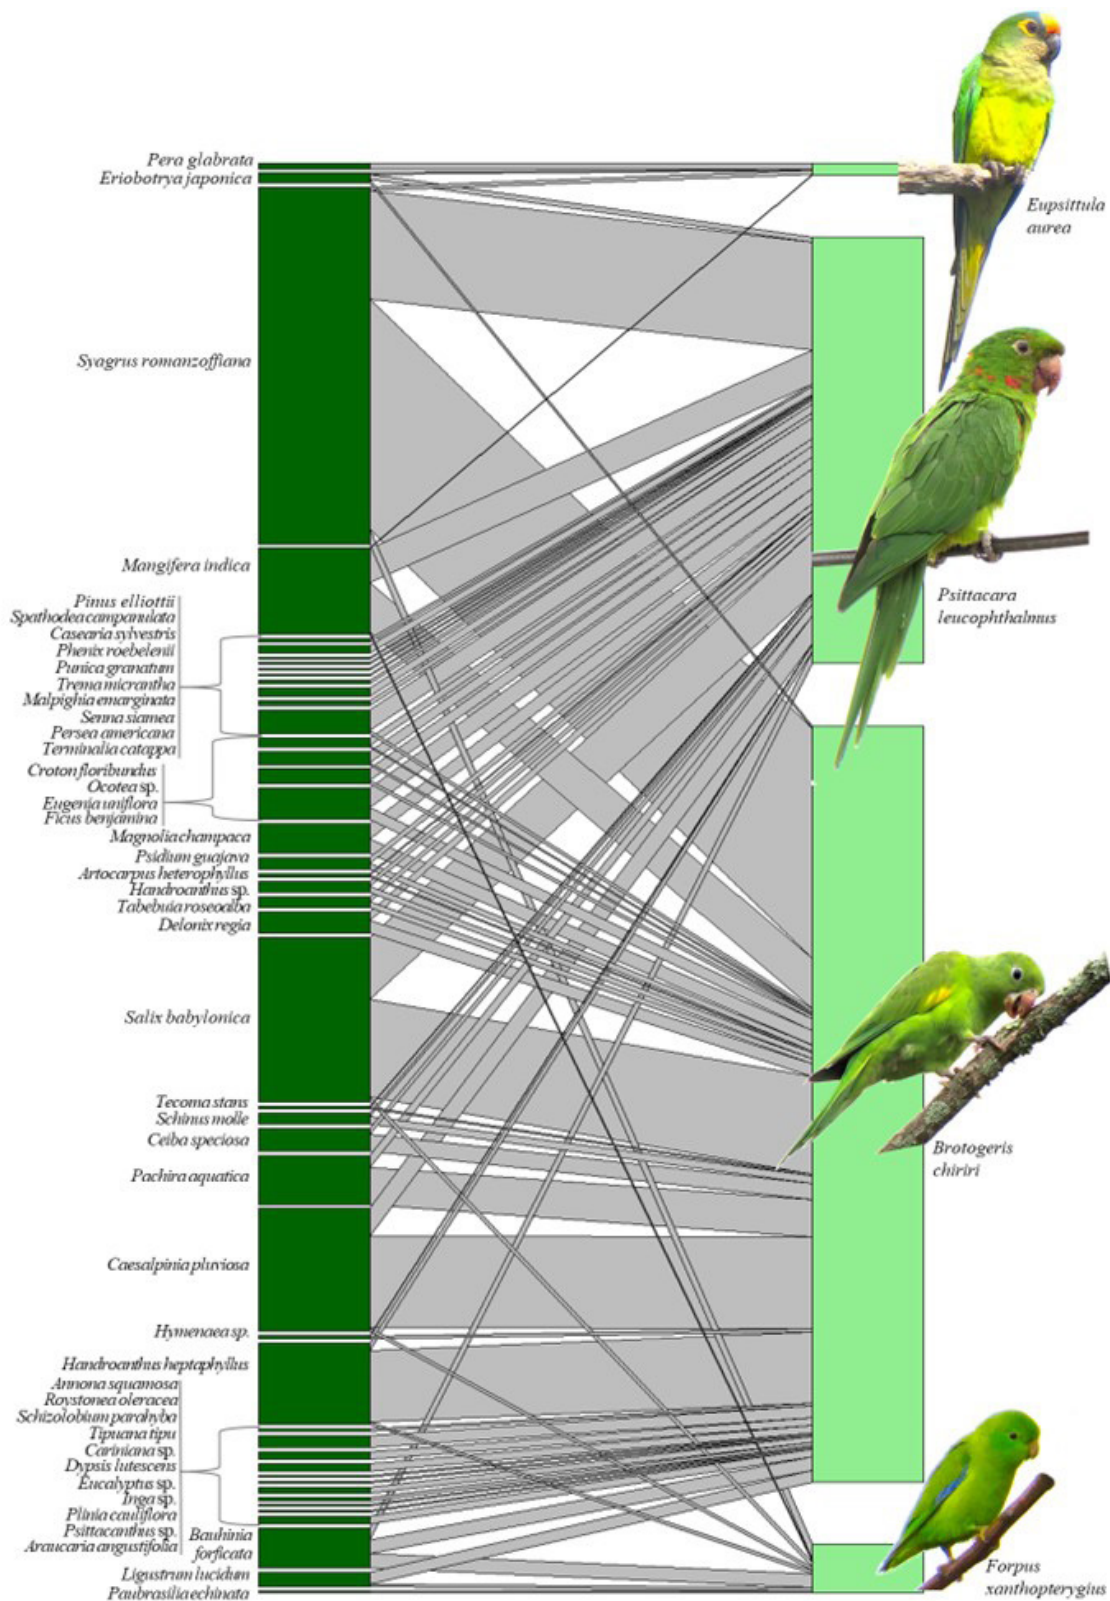 Pera glabrata
Eriobotrya japonica
Eupsittula
aurea
Syagrus romanzoffiana
Mangifera indica
Pinus elliottii
Spathodea campanulata
Casearia sylvestris
Phenix roebelenii
Punica granatum
Trema micrantha
Malpighia emarginata
Senna siamea
Persea americana
Terminalia catappa
Psittacara
leucophthalmus
Croton floribundus
Ocotea sp.
Eugenia uniflora
Ficus benjamina
Magnolia champaca
Psidium guajava
Artocarpus heterophyllus
Handroanthus sp.
Tabebuia roseoalba
Delonix regia
Salix babylonica
Tecoma stans
Schinus molle
Ceiba speciosa
Pachira aquatica
Brotogeris
chiriri
Caesalpinia pluviosa
Hymenaea sp.
Handroanthus heptaphyllus
Annona squamosa
Roystonea oleracea
Schizolobium parahyba
Tipuana tipu
Cariniana sp.
Dypsis lutescens
Eucalyptus sp.
Inga sp.
Plinia cauliflora
Psittacanthus sp.
Araucaria angustifolia
Bauhinia
forficata
Ligustrum lucidum
Paubrasilia echinata
Forpus
xanthopterygius